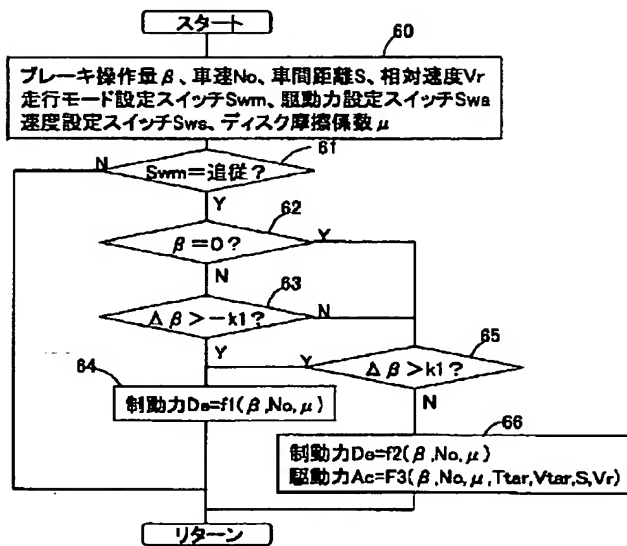 スタート
60
ブレーキ操作量β、車速No、車間距離S、相対速度Vr
走行モード設定スイッチSwm、駆動力設定スイッチSwa
速度設定スイッチSws、ディスク摩擦係数μ
61
N
Swm=追従?
Y
62
β=0?
Y
N
63
Δβ>-k1?
N
Y
65
Δβ>k1?
Y
N
64
制動力De=f1(β,No,μ)
66
制動力De=f2(β,No,μ)
駆動力Ac=F3(β,No,μ,Ttar,Vtar,S,Vr)
リターン